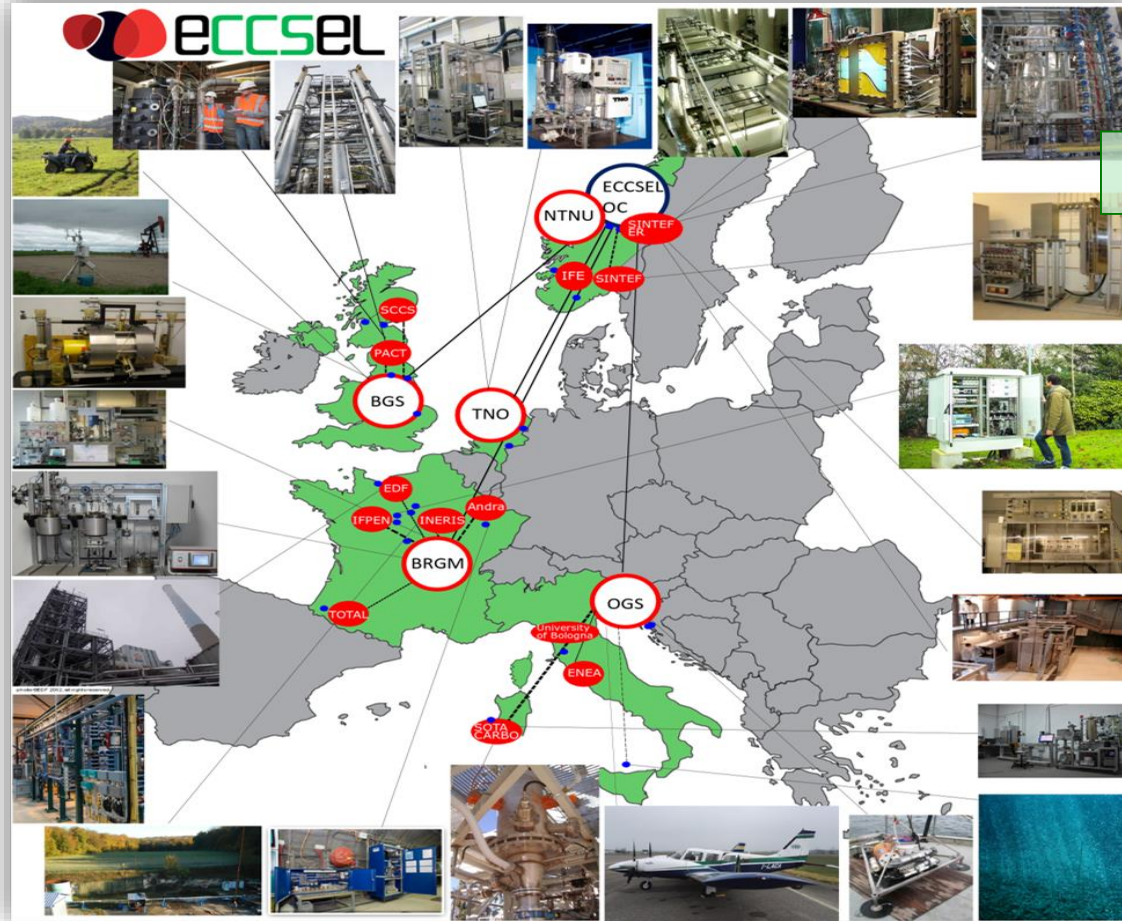 eccsel
TNO
ECCSEL
OC
NTNU
SINTEF
ER
IFE
SINTEF
SCCS
PACT
BGS
TNO
EDF
Andra
IFPEN
INERIS
BRGM
TOTAL
OGS
University
of Bologna
ENEA
SOTA
CARBO